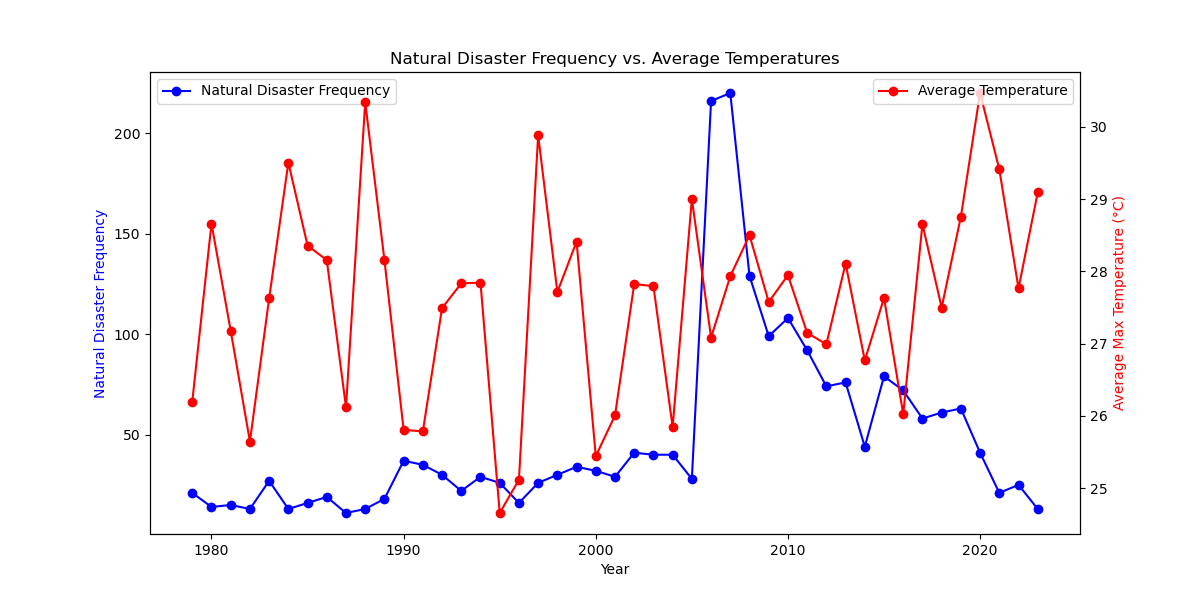 Natural Disaster Frequency vs. Average Temperatures
Natural Disaster Frequency
Average Temperature
200
150
100
50
Natural Disaster Frequency
30
29
28
27
26
25
Average Max Temperature (°C)
1980 1990 2000 2010 2020
Year